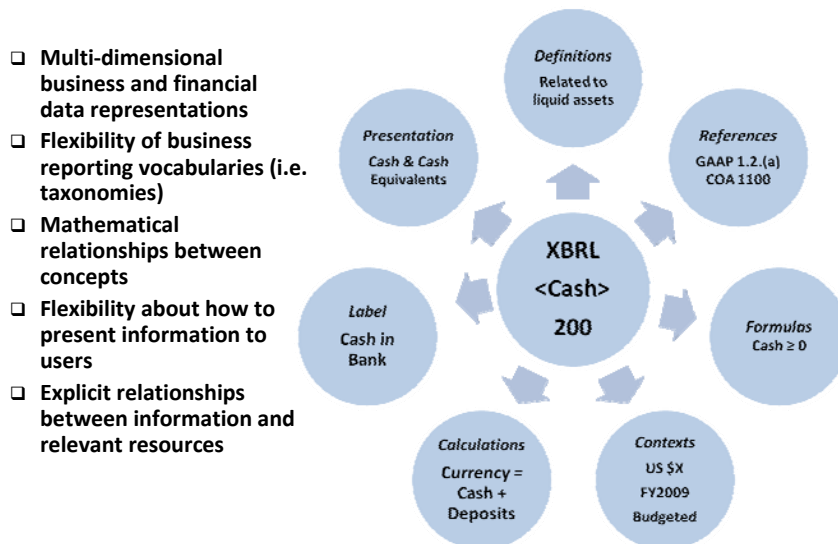 ❑ Multi-dimensional
business and financial
data representations
❑ Flexibility of business
reporting vocabularies (i.e.
taxonomies)
❑ Mathematical
relationships between
concepts
❑ Flexibility about how to
present information to
users
❑ Explicit relationships
between information and
relevant resources
Definitions
Related to
liquid assets
Presentation
Cash & Cash
Equivalents
References
GAAP 1.2.(a)
COA 1100
XBRL
<Cash>
200
Label
Cash in
Bank
Formulas
Cash ≥ 0
Calculations
Currency =
Cash +
Deposits
Contexts
US $X
FY2009
Budgeted